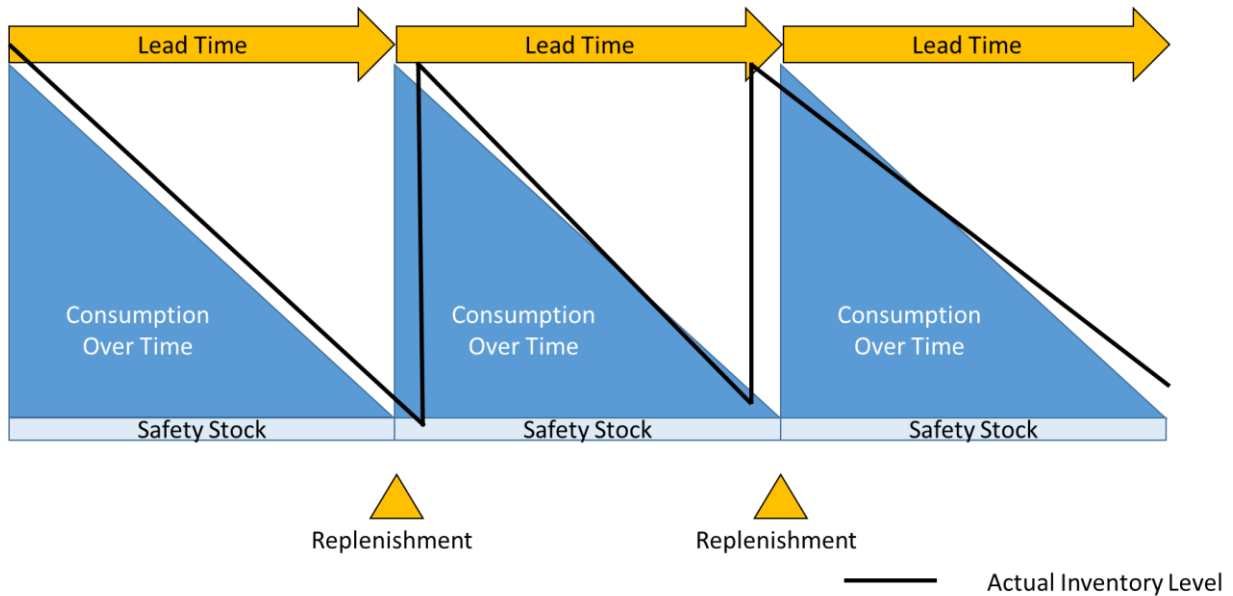 Lead Time
Lead Time
Lead Time
Consumption
Over Time
Consumption
Over Time
Consumption
Over Time
Safety Stock
Safety Stock
Safety Stock
Replenishment
Replenishment
Actual Inventory Level